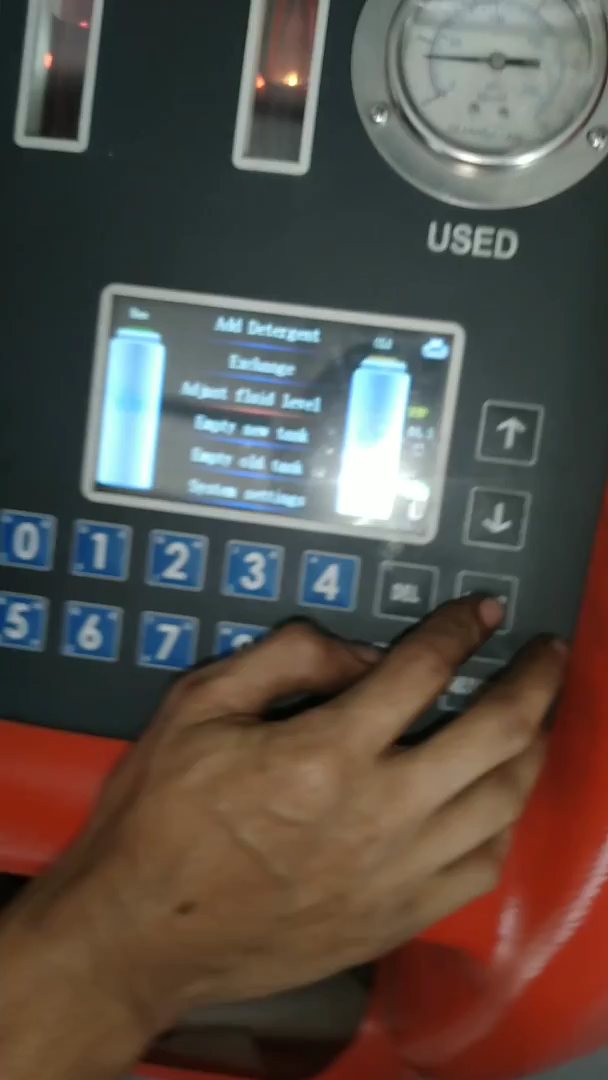 USED
New
Old
Add Detergent
Exchange
Adjust fluid level
Empty new tank
Empty old tank
System settings
0 1 2 3 4 DEL
5 6 7